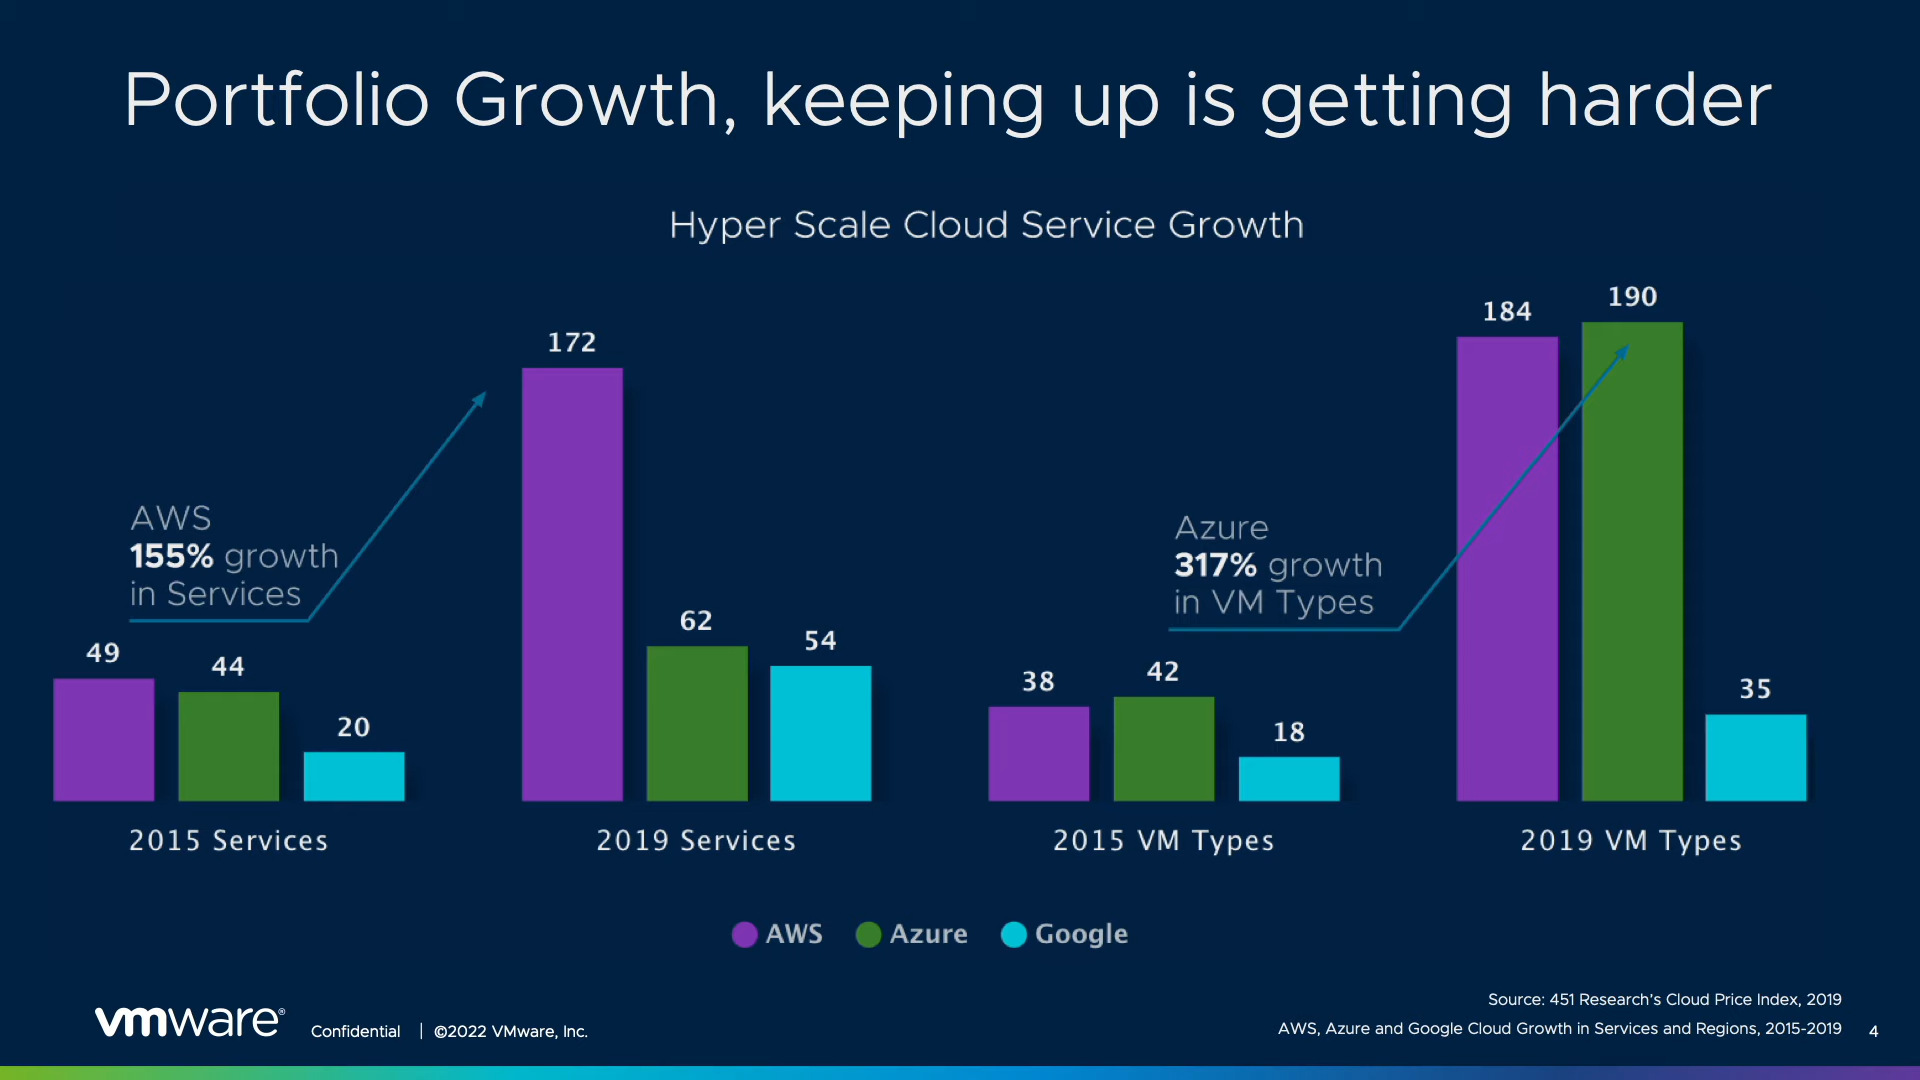 Portfolio Growth, keeping up is getting harder
Hyper Scale Cloud Service Growth
AWS
155% growth
in Services
Azure
317% growth
in VM Types
49
44
20
172
62
54
38
42
18
184
190
35
2015 Services
2019 Services
2015 VM Types
2019 VM Types
AWS
Azure
Google
vmware®
Confidential | ©2022 VMware, Inc.
Source: 451 Research's Cloud Price Index, 2019
AWS, Azure and Google Cloud Growth in Services and Regions, 2015-2019
4